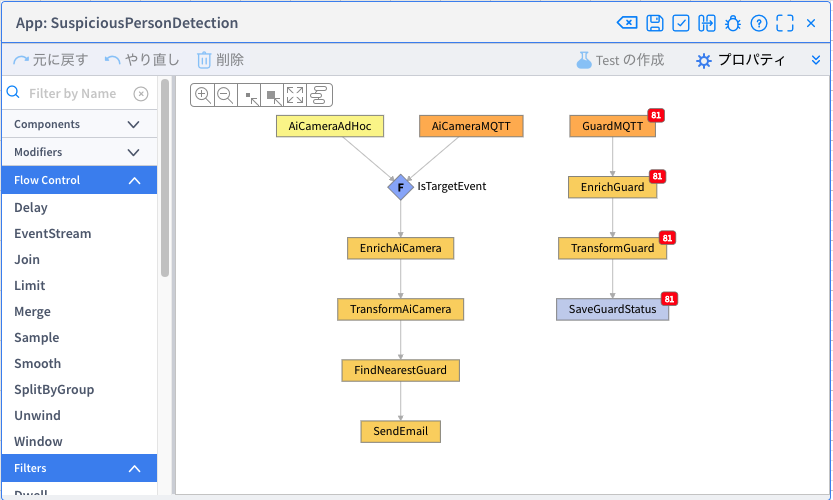 App: SuspiciousPersonDetection
元に戻す やり直し 削除 Test の作成 プロパティ
Filter by Name
Components
Modifiers
Flow Control
Delay
EventStream
Join
Limit
Merge
Sample
Smooth
SplitByGroup
Unwind
Window
Filters
Dwell
AiCameraAdHoc AiCameraMQTT GuardMQTT 81
F IsTargetEvent EnrichGuard 81
EnrichAiCamera TransformGuard 81
TransformAiCamera SaveGuardStatus 81
FindNearestGuard
SendEmail